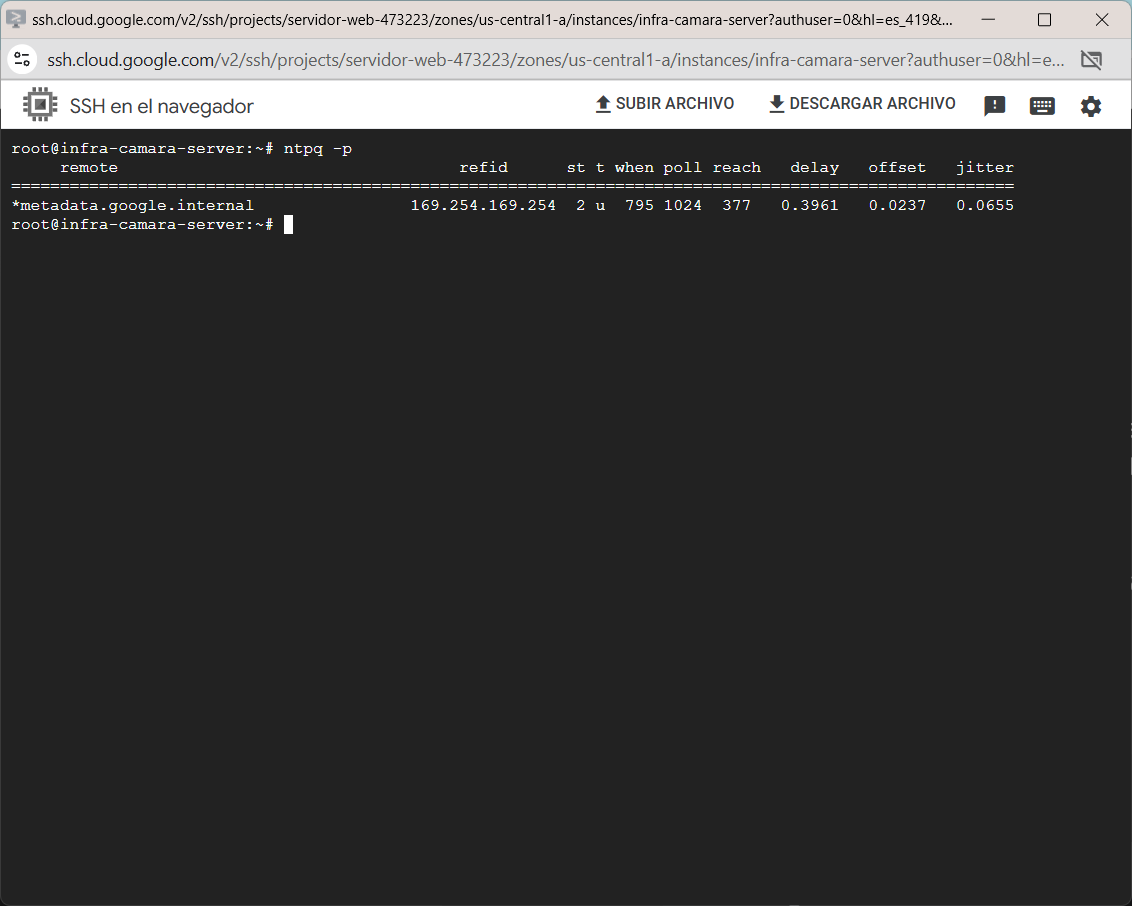 ssh.cloud.google.com/v2/ssh/projects/servidor-web-473223/zones/us-central1-a/instances/infra-camara-server?authuser=0&hl=es_419&...
ssh.cloud.google.com/v2/ssh/projects/servidor-web-473223/zones/us-central1-a/instances/infra-camara-server?authuser=0&hl=e...
SSH en el navegador SUBIR ARCHIVO DESCARGAR ARCHIVO
root@infra-camara-server:~# ntpq -p
     remote                                   refid      st t when poll reach   delay   offset   jitter
=======================================================================================================
*metadata.google.internal                169.254.169.254  2 u  795 1024  377   0.3961   0.0237   0.0655
root@infra-camara-server:~#